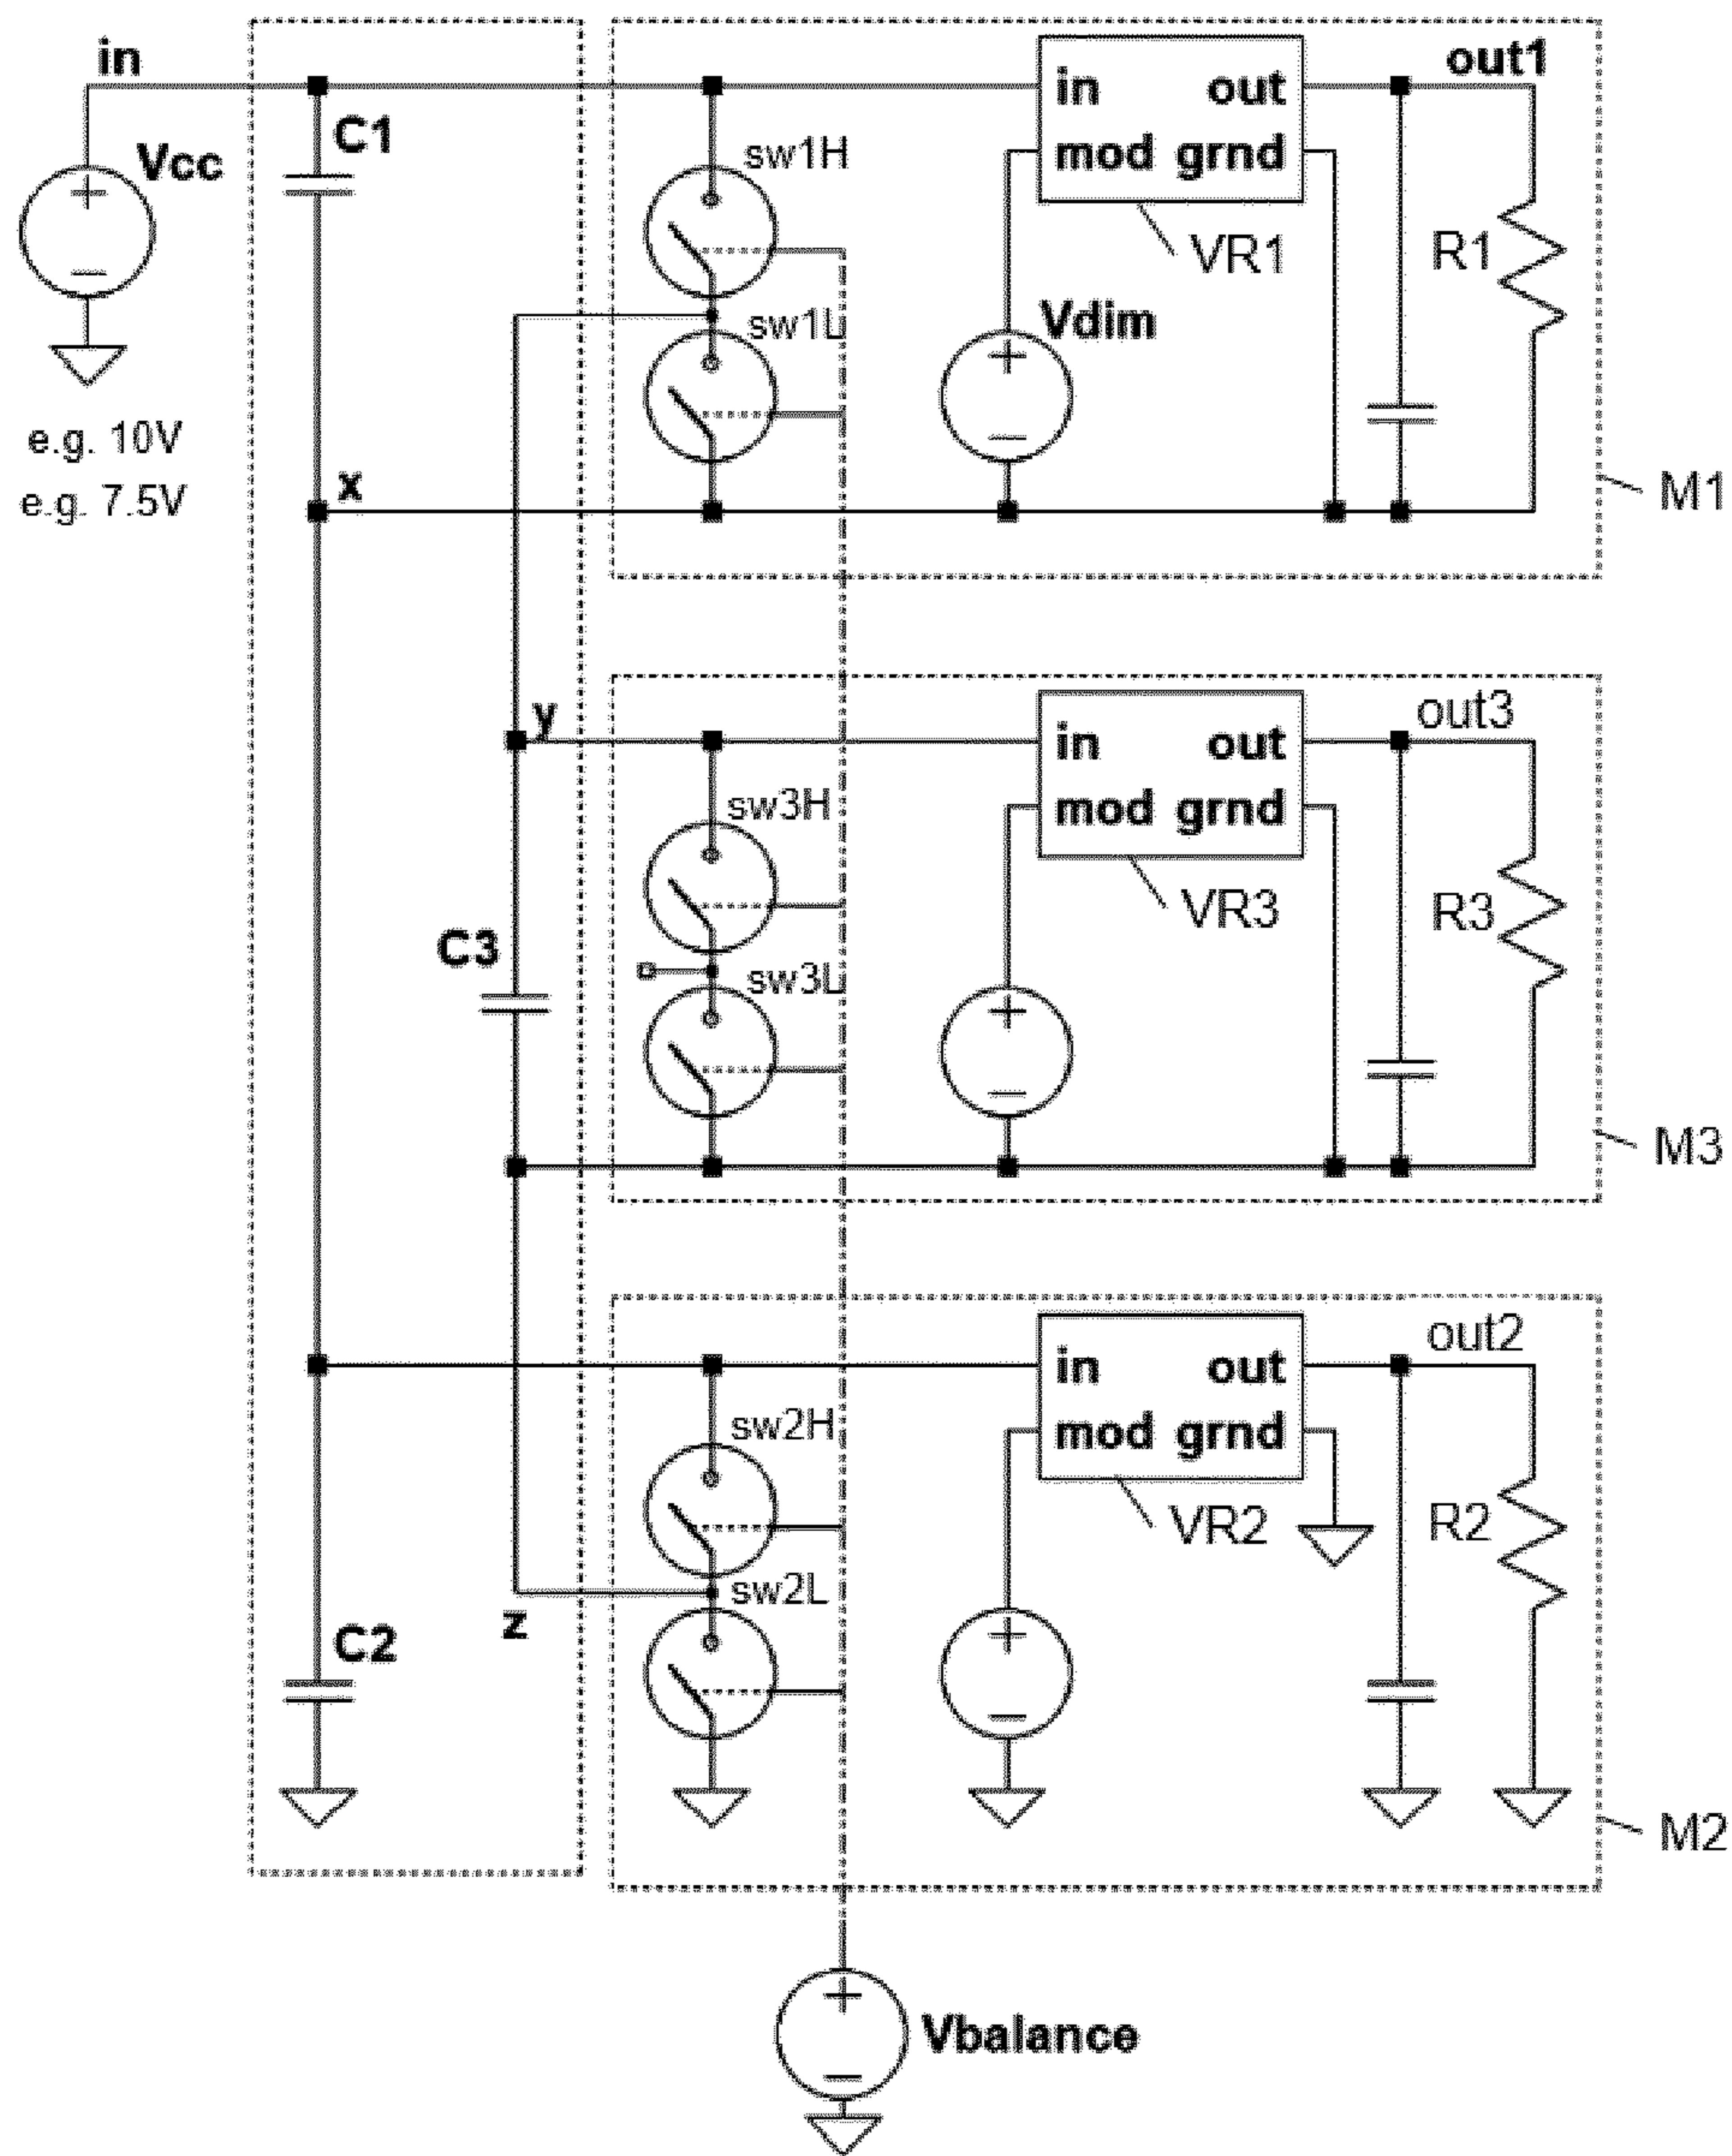 in
Vcc
e.g. 10V
e.g. 7.5V
C1
x
sw1H
sw1L
in out
mod grnd
VR1
Vdim
out1
R1
M1
y
C3
sw3H
sw3L
in out
mod grnd
VR3
out3
R3
M3
z
C2
sw2H
sw2L
in out
mod grnd
VR2
out2
R2
M2
Vbalance